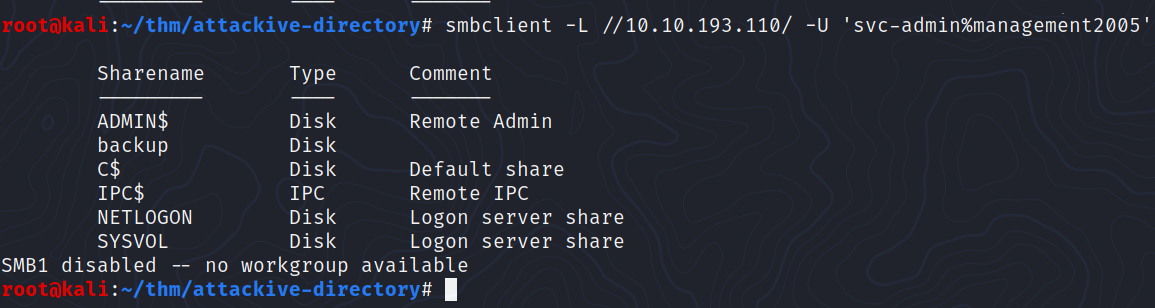 root@kali:~/thm/attackive-directory# smbclient -L //10.10.193.110/ -U 'svc-admin%management2005'
Sharename Type Comment
--------- ---- -------
ADMIN$ Disk Remote Admin
backup Disk
C$ Disk Default share
IPC$ IPC Remote IPC
NETLOGON Disk Logon server share
SYSVOL Disk Logon server share
SMB1 disabled -- no workgroup available
root@kali:~/thm/attackive-directory#